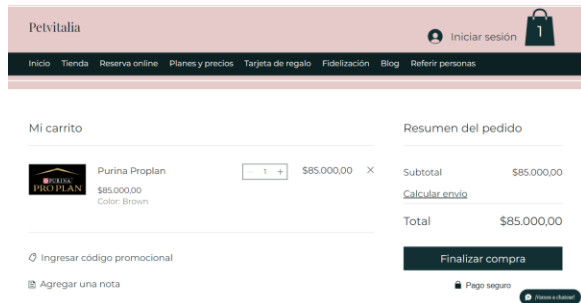 Petvitalia
Iniciar sesión
1
Inicio Tienda Reserva online Planes y precios Tarjeta de regalo Fidelización Blog Referir personas
Mi carrito
Resumen del pedido
PURINA
PRO PLAN
Purina Proplan
$85.000,00
Color: Brown
− 1 +
$85.000,00 ×
Subtotal $85.000,00
Calcular envío
Total $85.000,00
Ingresar código promocional
Finalizar compra
Agregar una nota
Pago seguro
¡Vamos a chatear!